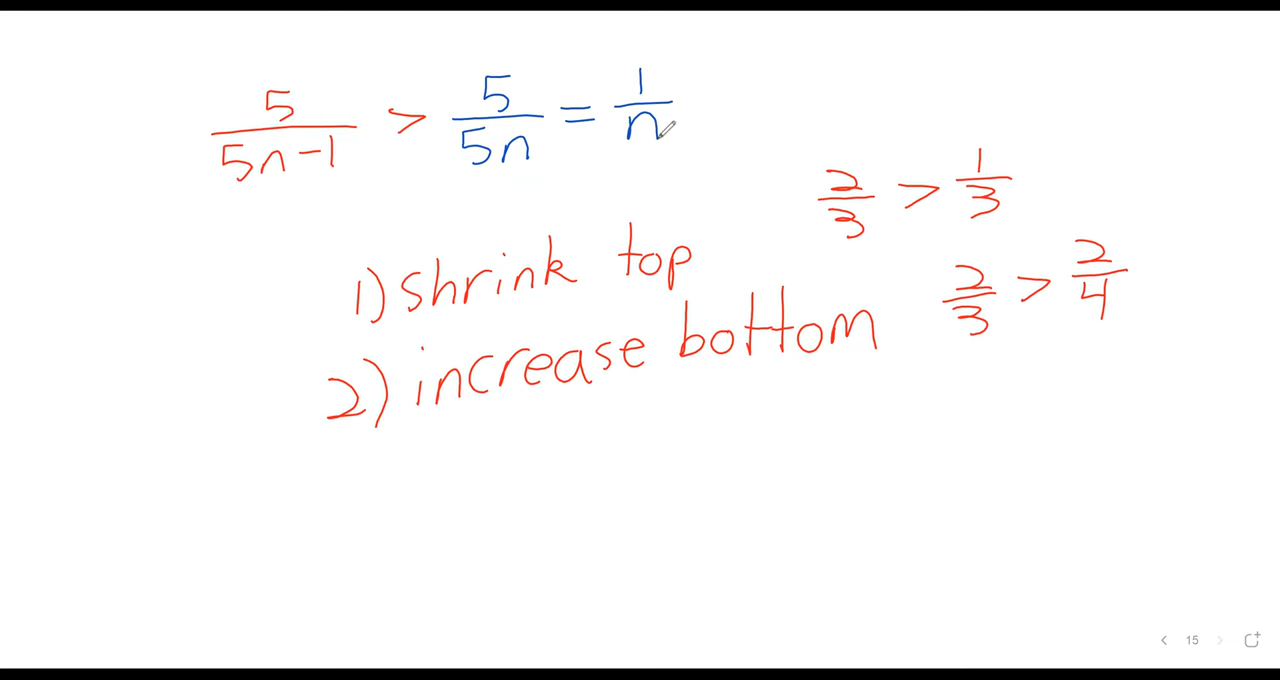 5/(5n-1) > 5/(5n) = 1/n
2/3 > 1/3
1) shrink top
2/3 > 2/4
2) increase bottom
15